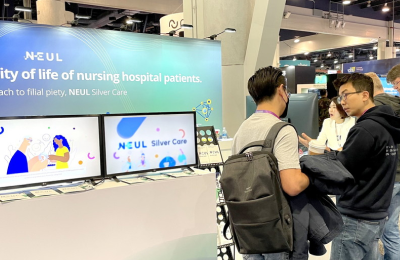 NEUL
ity of life of nursing hospital patients.
ach to filial piety, NEUL Silver Care
NEUL Silver Care